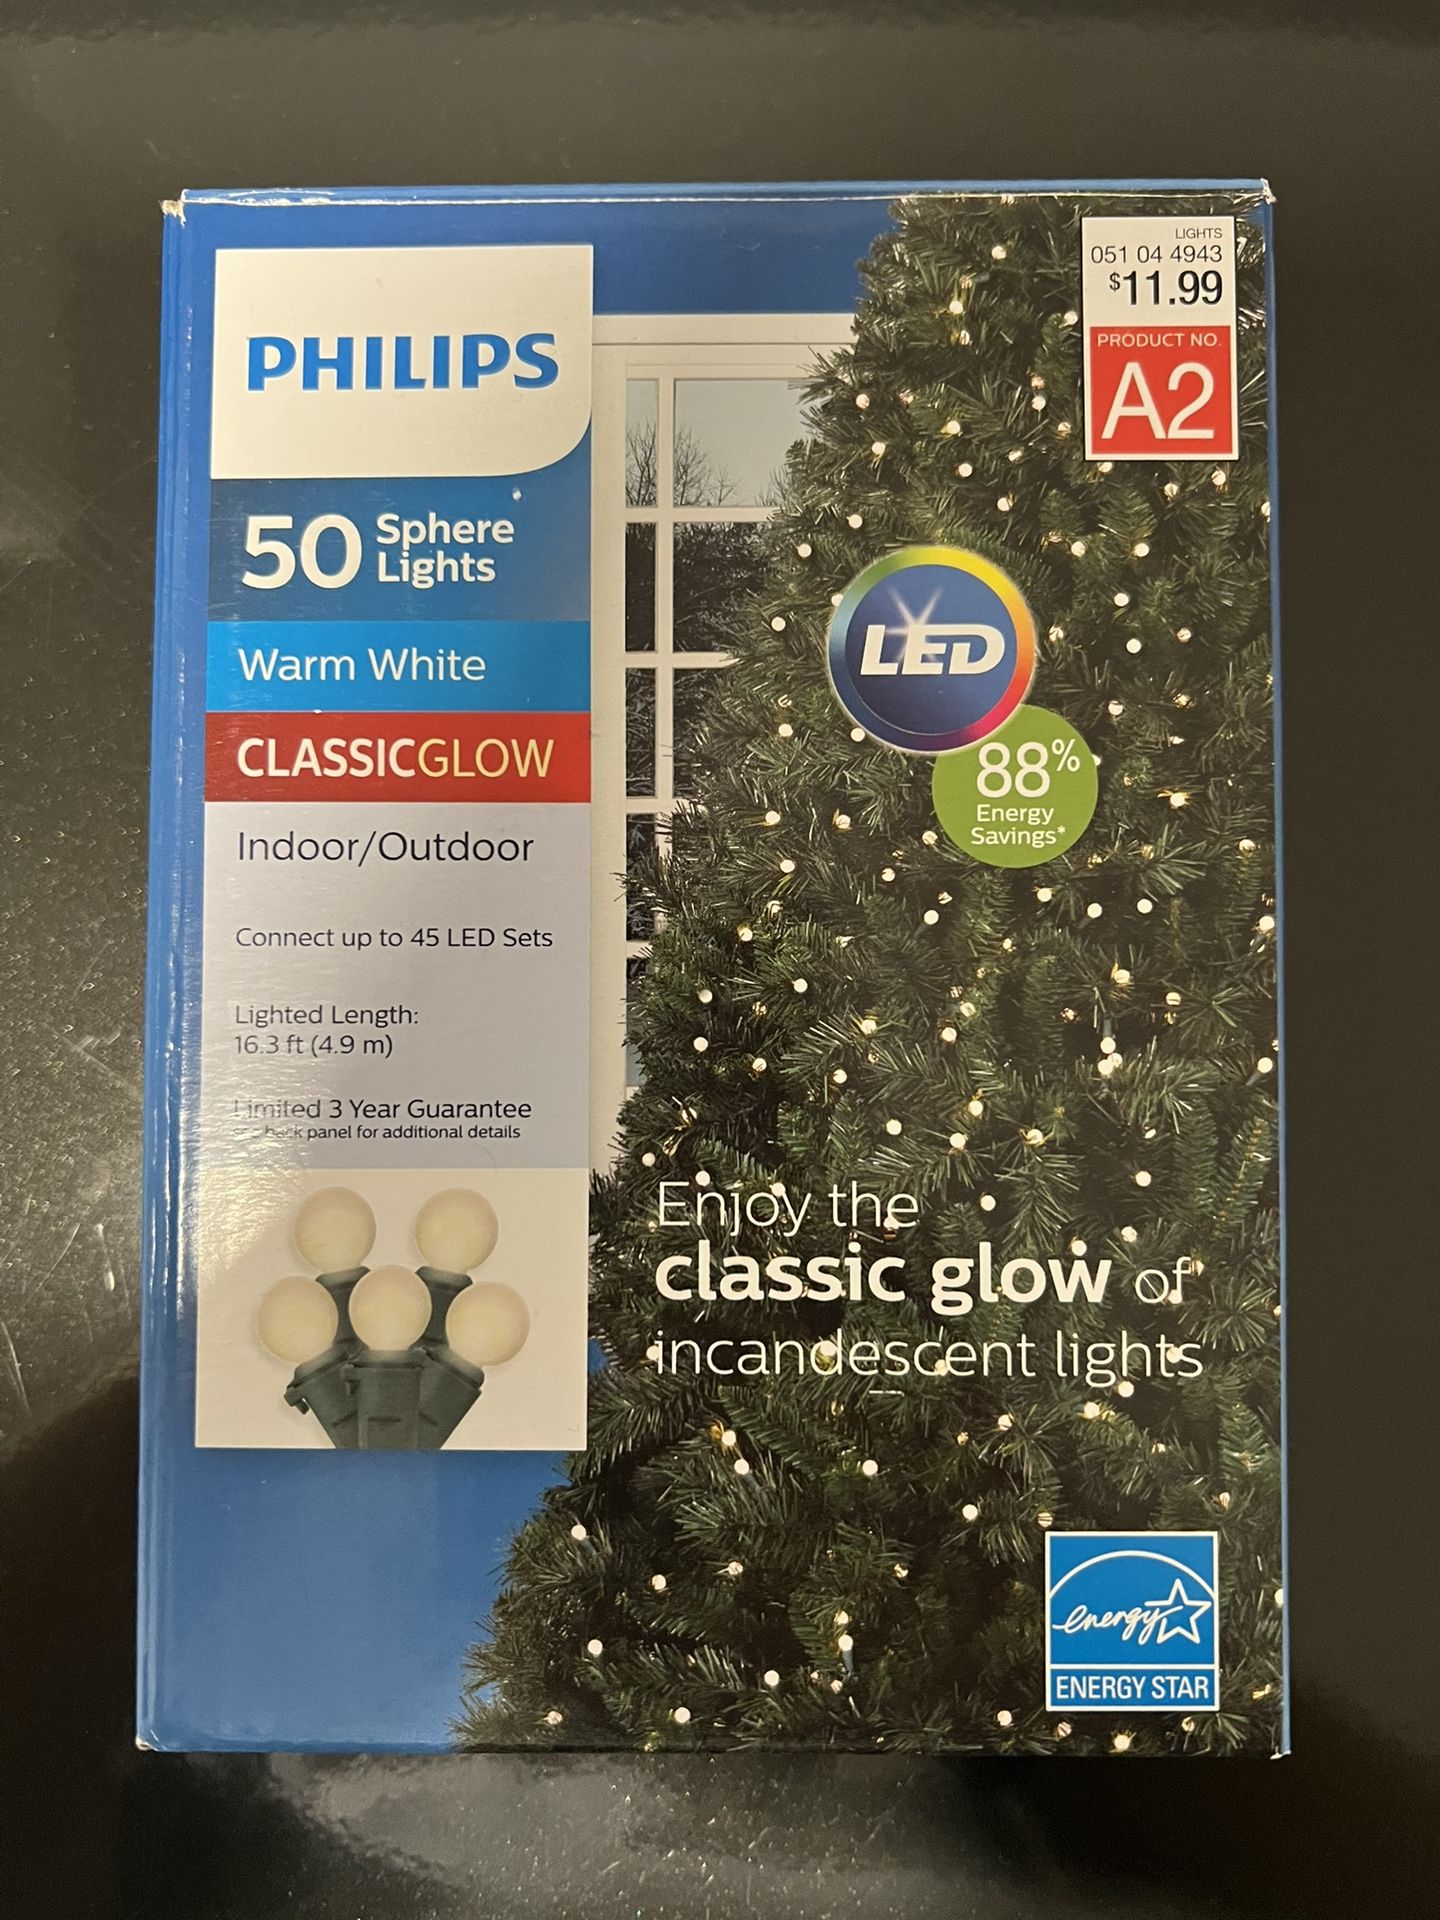 LIGHTS
051 04 4943
$11.99
PRODUCT NO.
A2
PHILIPS
50 Sphere
Lights
Warm White
CLASSICGLOW
Indoor/Outdoor
Connect up to 45 LED Sets
Lighted Length:
16.3 ft (4.9 m)
Limited 3 Year Guarantee
see back panel for additional details
LED
88%
Energy
Savings*
Enjoy the
classic glow of
incandescent lights
energy
ENERGY STAR